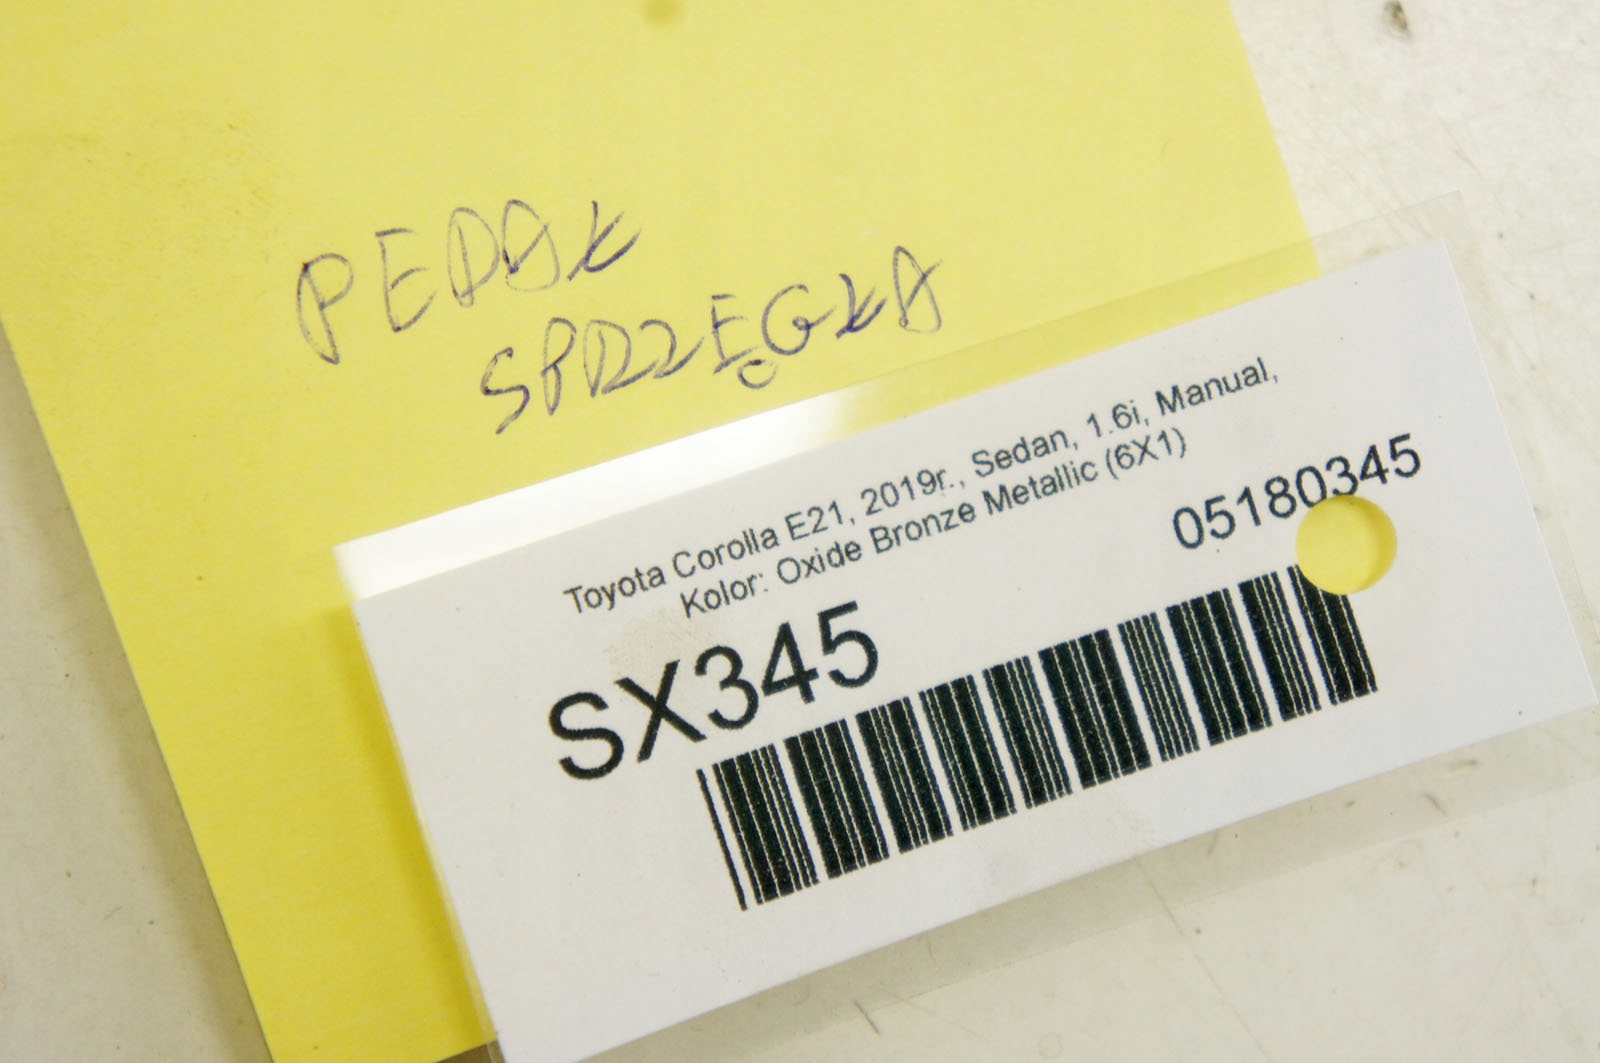 PEDAŁ
SPRZĘGŁA
Toyota Corolla E21, 2019r., Sedan, 1.6i, Manual,
Kolor: Oxide Bronze Metallic (6X1)
05180345
SX345